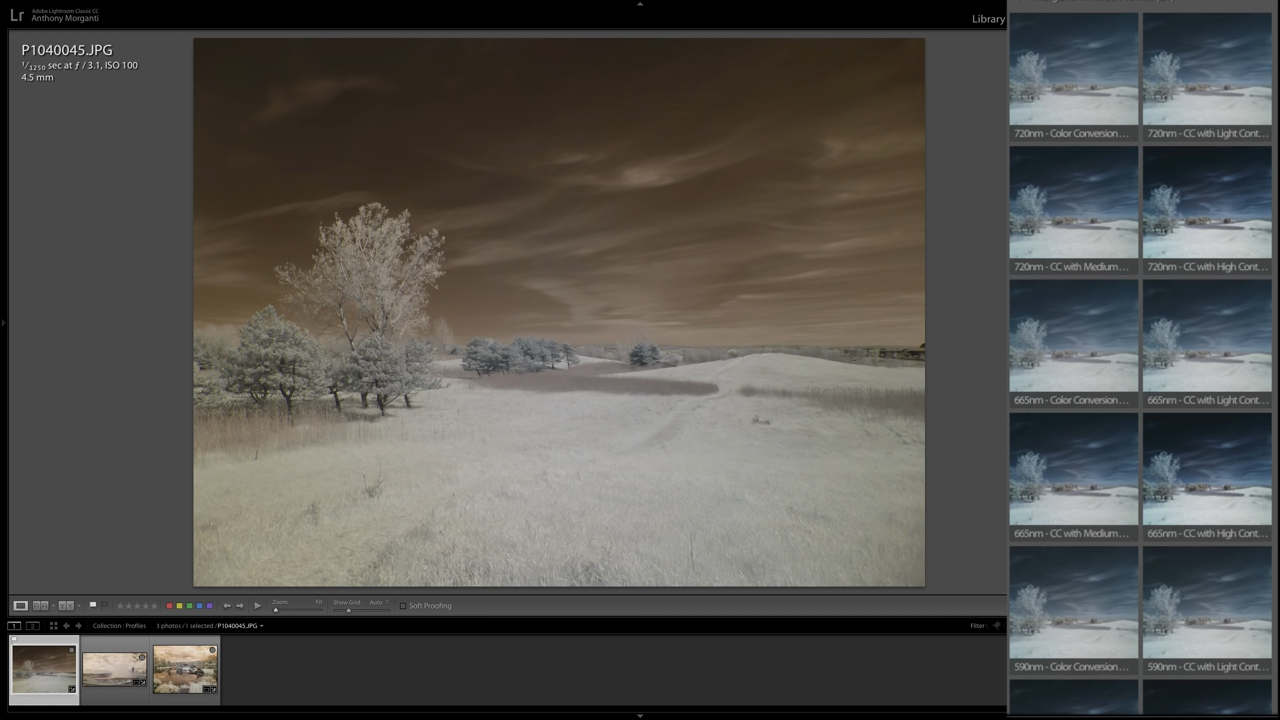 Lr
Adobe Lightroom Classic CC
Anthony Morganti
Library
P1040045.JPG
1/1250 sec at ƒ / 3.1, ISO 100
4.5 mm
720nm - Color Conversion... 720nm - CC with Light Cont...
720nm - CC with Medium... 720nm - CC with High Cont...
665nm - Color Conversion... 665nm - CC with Light Cont...
665nm - CC with Medium... 665nm - CC with High Cont...
590nm - Color Conversion... 590nm - CC with Light Cont...
Zoom Fit Show Grid: Auto Soft Proofing
1 2 Collection : Profiles 3 photos / 1 selected / P1040045.JPG Filter :